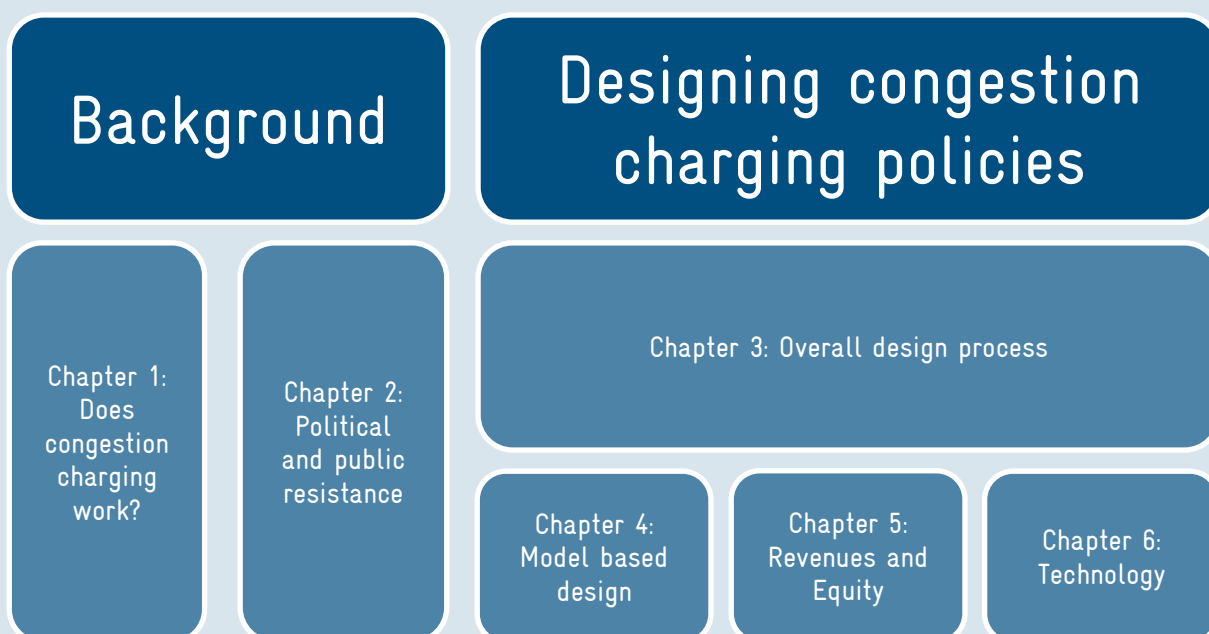 Background
Designing congestion
charging policies
Chapter 1:
Does
congestion
charging
work?
Chapter 2:
Political
and public
resistance
Chapter 3: Overall design process
Chapter 4:
Model based
design
Chapter 5:
Revenues and
Equity
Chapter 6:
Technology